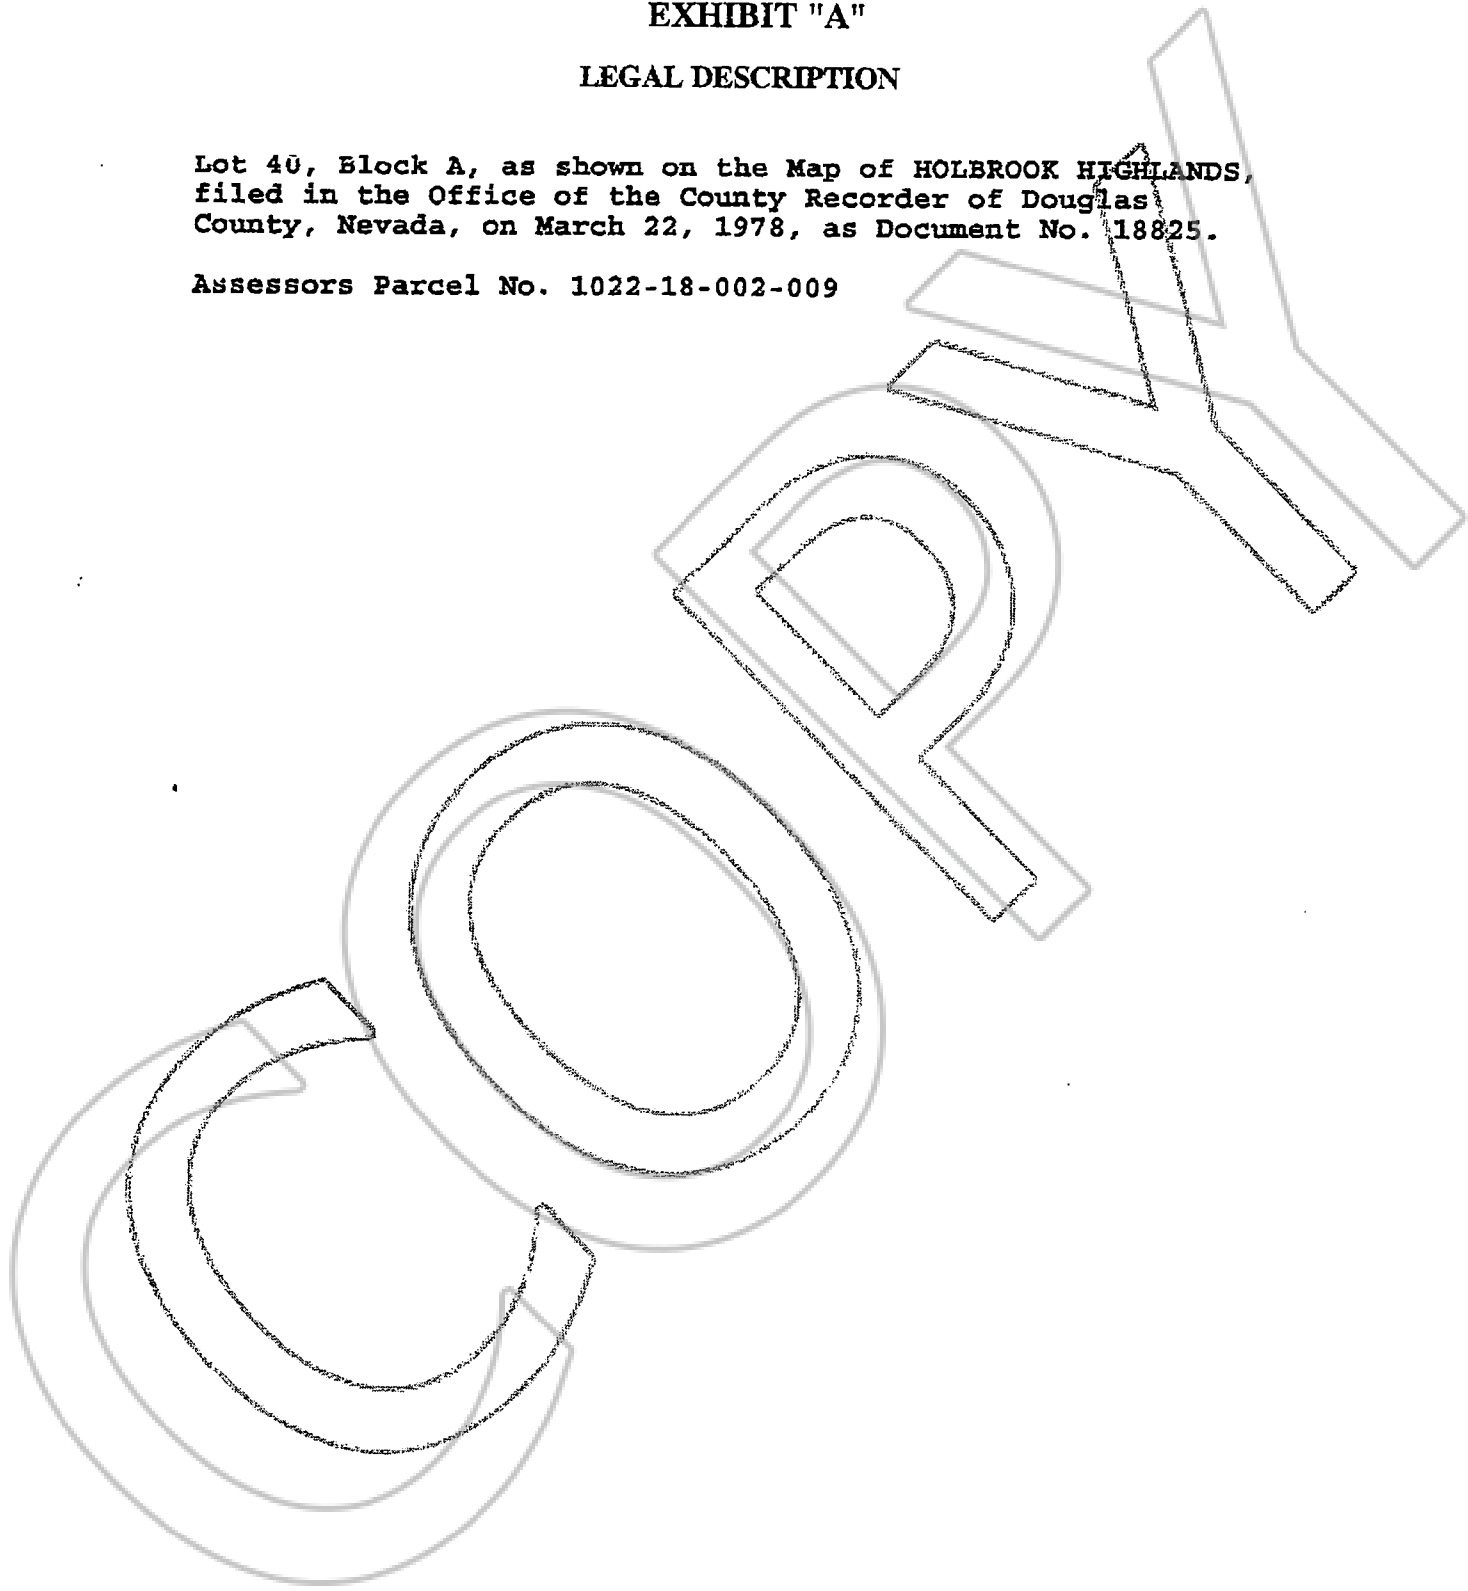 EXHIBIT "A"
LEGAL DESCRIPTION
Lot 40, Block A, as shown on the Map of HOLBROOK HIGHLANDS,
filed in the Office of the County Recorder of Douglas
County, Nevada, on March 22, 1978, as Document No. 18825.
Assessors Parcel No. 1022-18-002-009
COPY
COPY